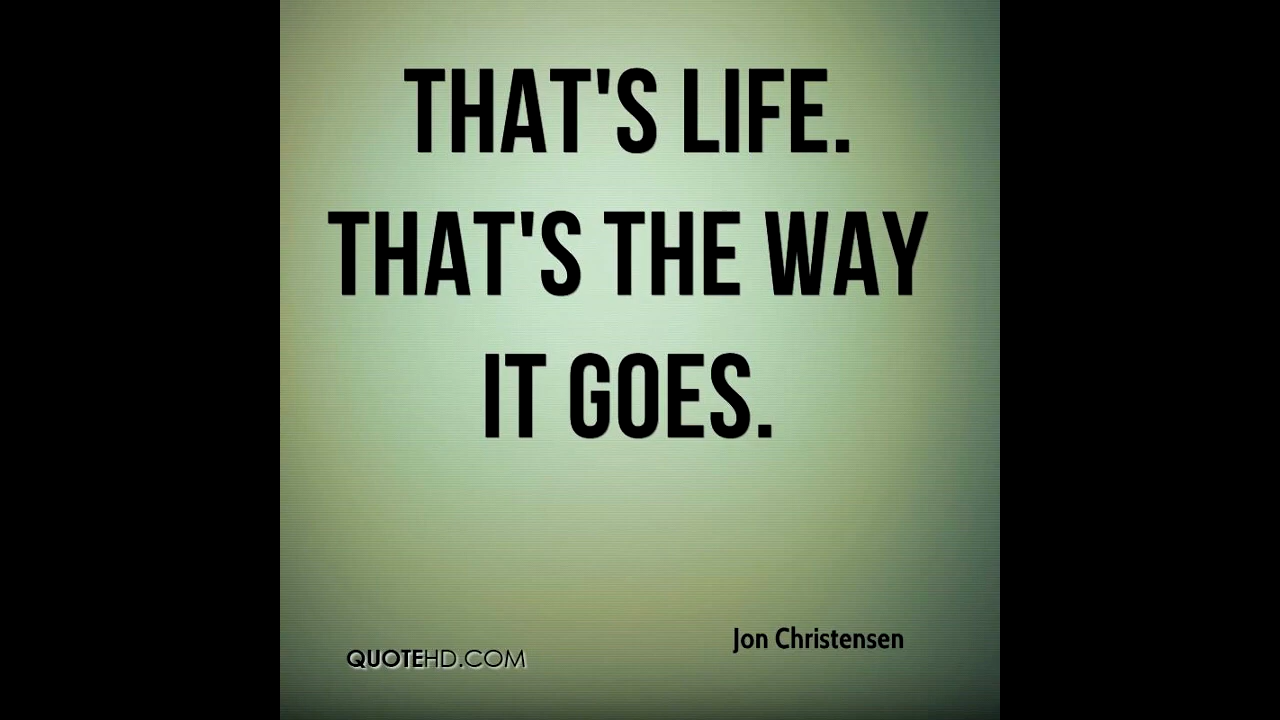 THAT'S LIFE.
THAT'S THE WAY
IT GOES.
Jon Christensen
QUOTEHD.COM